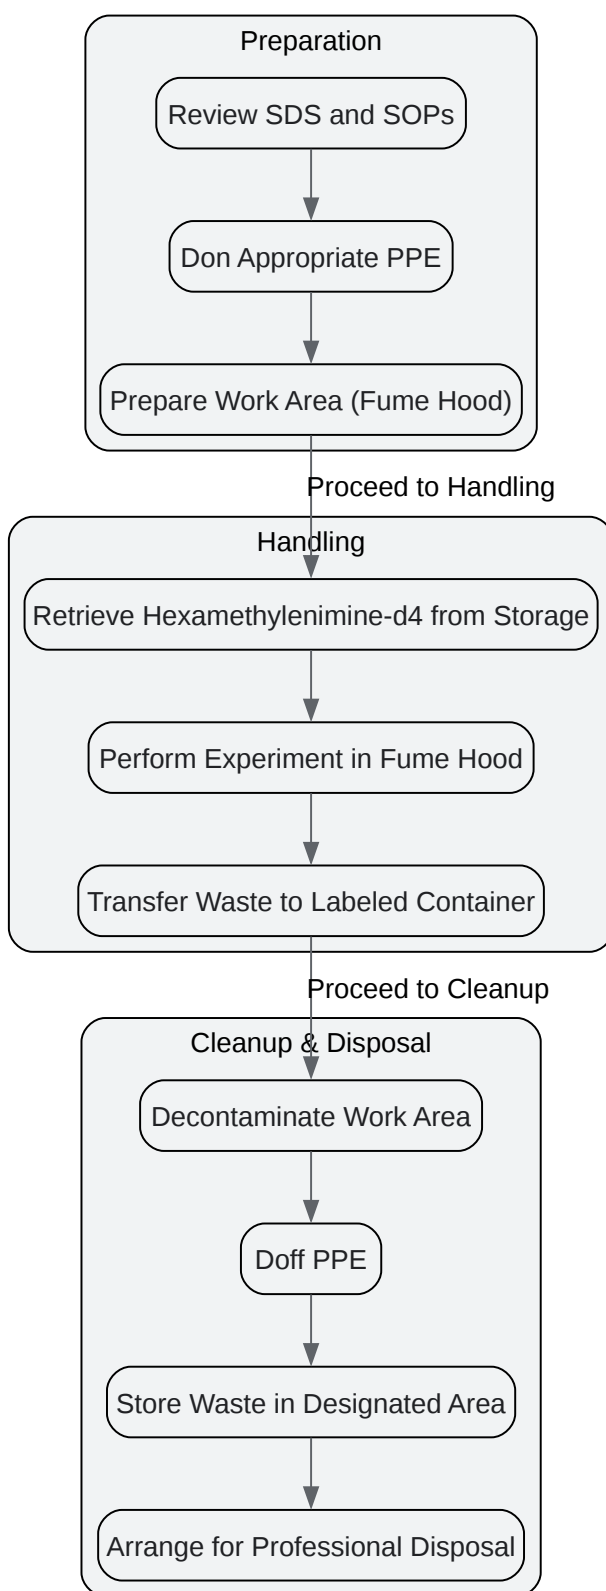 Preparation
Review SDS and SOPs
Don Appropriate PPE
Prepare Work Area (Fume Hood)
Proceed to Handling
Handling
Retrieve Hexamethylenimine-d4 from Storage
Perform Experiment in Fume Hood
Transfer Waste to Labeled Container
Proceed to Cleanup
Cleanup & Disposal
Decontaminate Work Area
Doff PPE
Store Waste in Designated Area
Arrange for Professional Disposal